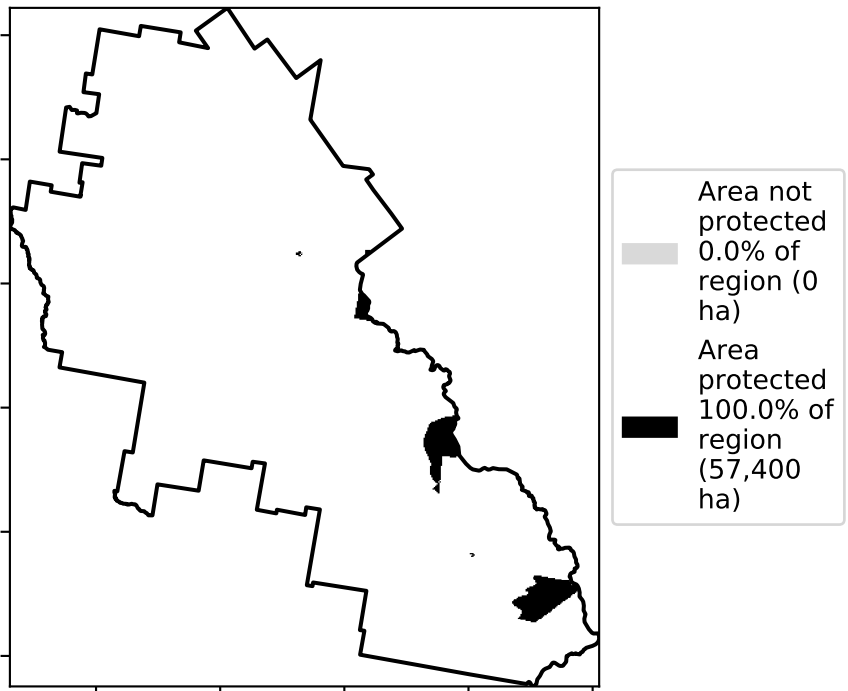 Area not
protected
0.0% of
region (0
ha)
Area
protected
100.0% of
region
(57,400
ha)